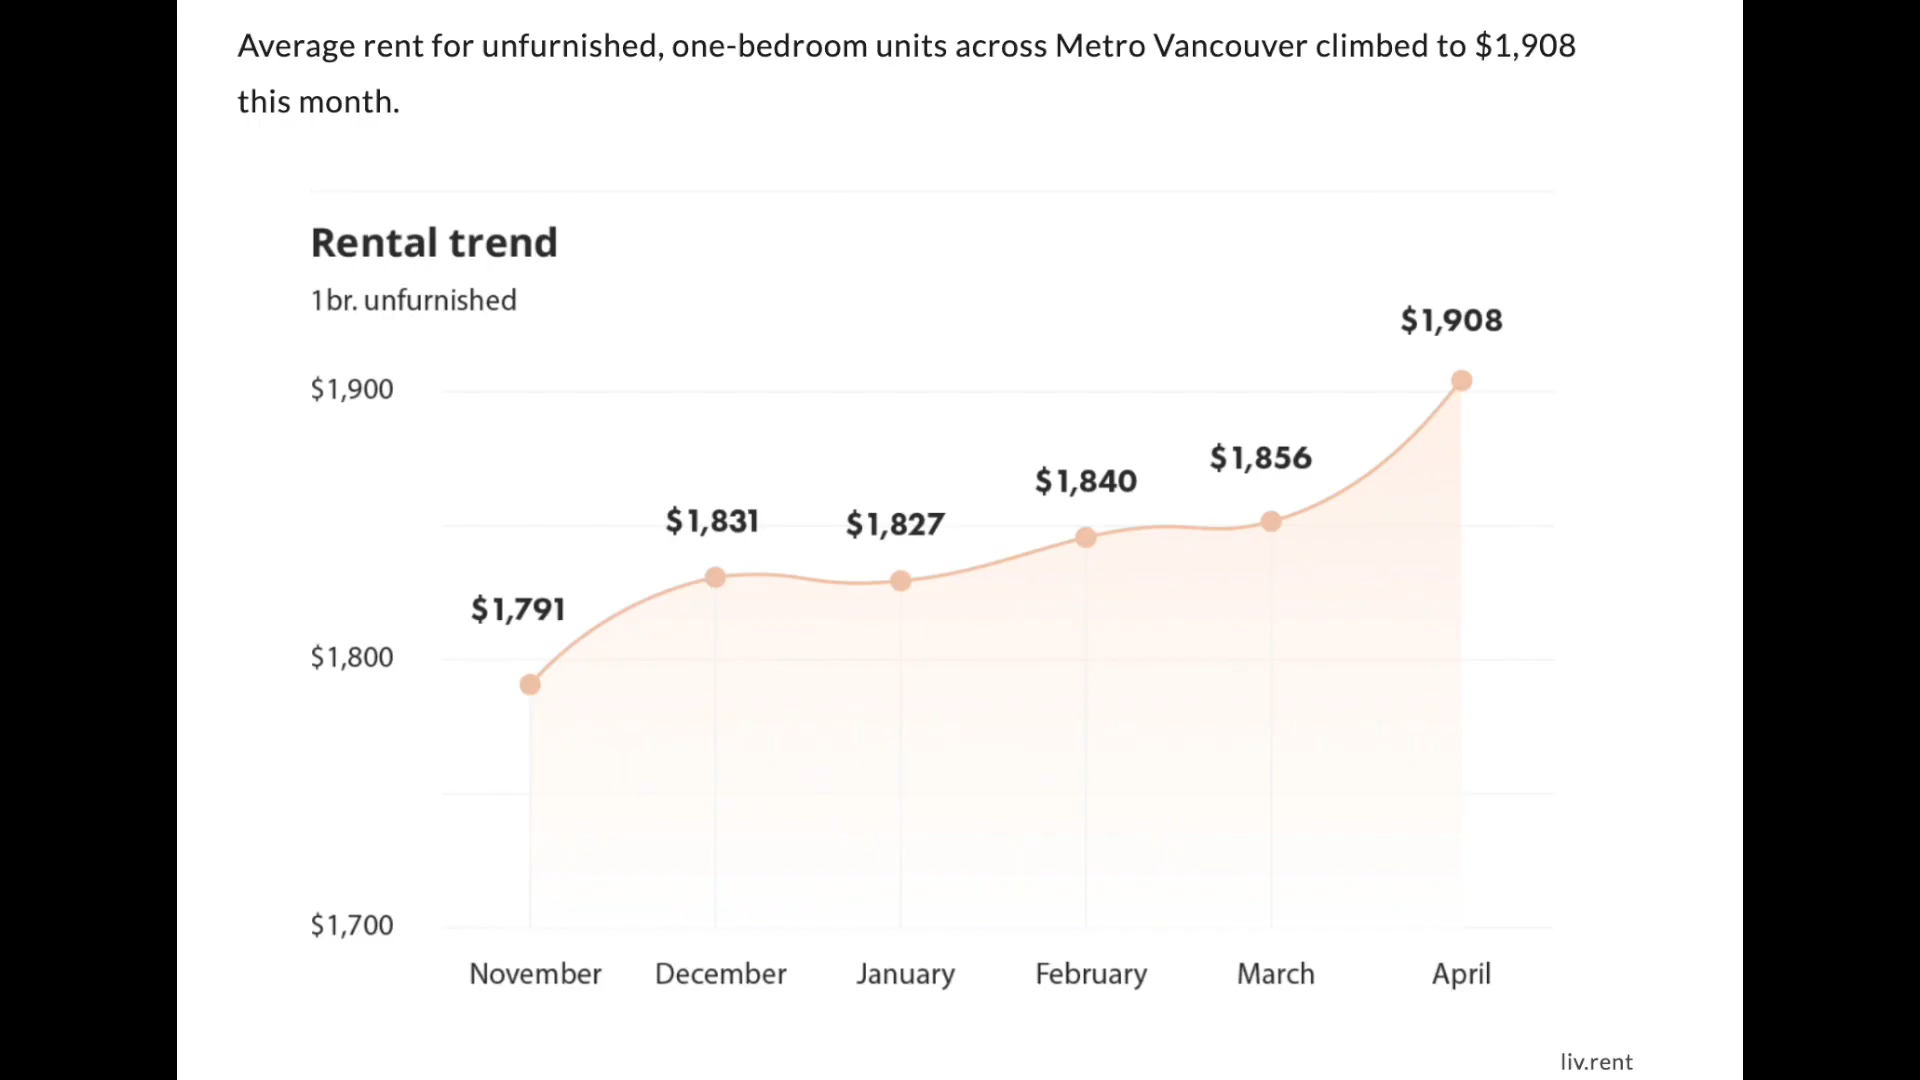 Average rent for unfurnished, one-bedroom units across Metro Vancouver climbed to $1,908
this month.
Rental trend
1br. unfurnished
$1,908
$1,900
$1,856
$1,840
$1,831
$1,827
$1,791
$1,800
$1,700
November
December
January
February
March
April
liv.rent